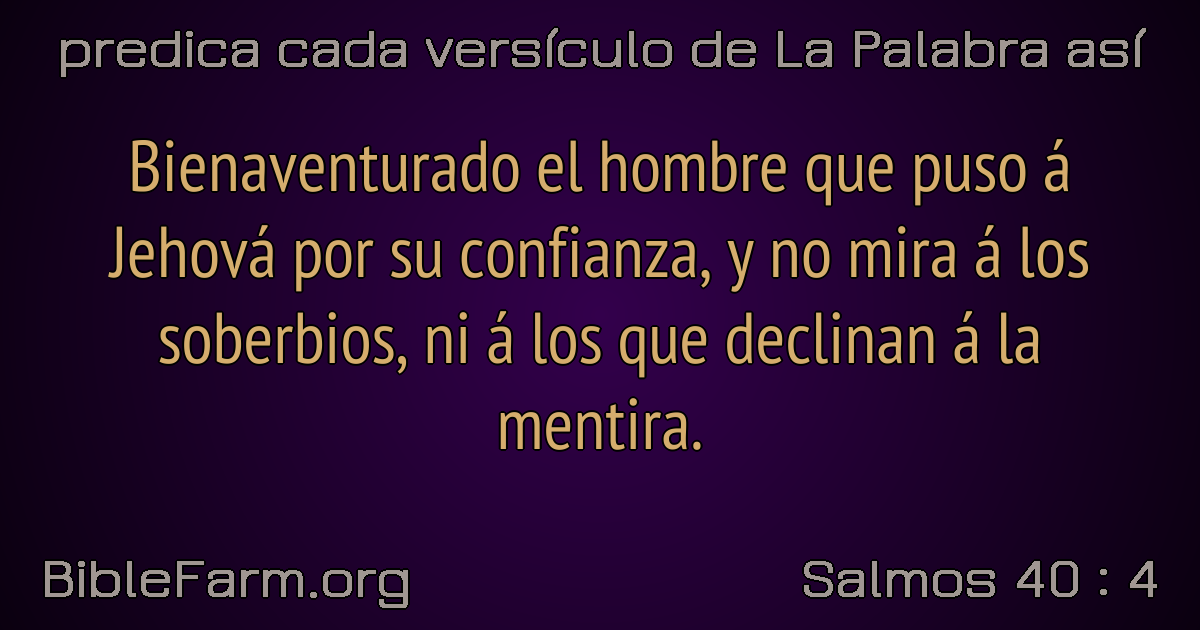 predica cada versículo de La Palabra así
Bienaventurado el hombre que puso á
Jehová por su confianza, y no mira á los
soberbios, ni á los que declinan á la
mentira.
BibleFarm.org
Salmos 40 : 4